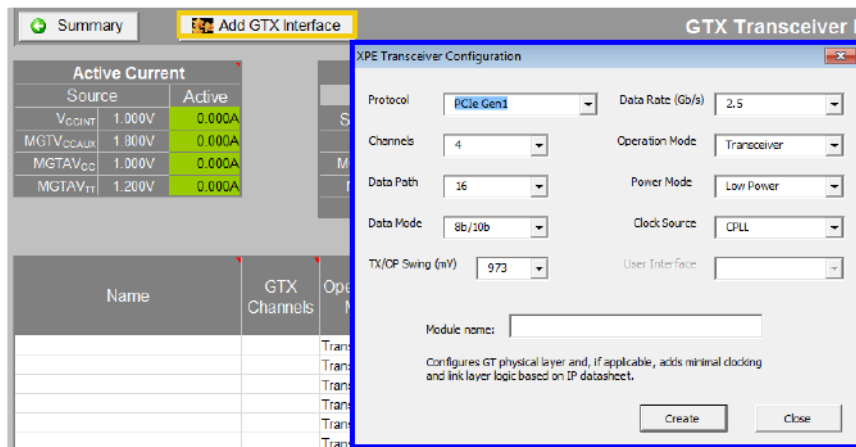 Summary
Add GTX Interface
GTX Transceiver
XPE Transceiver Configuration
Active Current
Source Active
VCCINT 1.000V 0.000A
MGTVCCAUX 1.800V 0.000A
MGTAVCC 1.000V 0.000A
MGTAVTT 1.200V 0.000A
Protocol PCIe Gen1 Data Rate (Gb/s) 2.5
Channels 4 Operation Mode Transceiver
Data Path 16 Power Mode Low Power
Data Mode 8b/10b Clock Source CPLL
TX/OP Swing (mV) 973 User Interface
Name
GTX
Channels
Module name:
Configures GT physical layer and, if applicable, adds minimal clocking
and link layer logic based on IP datasheet.
Create Close
Trans
Trans
Trans
Trans
Trans
Trans